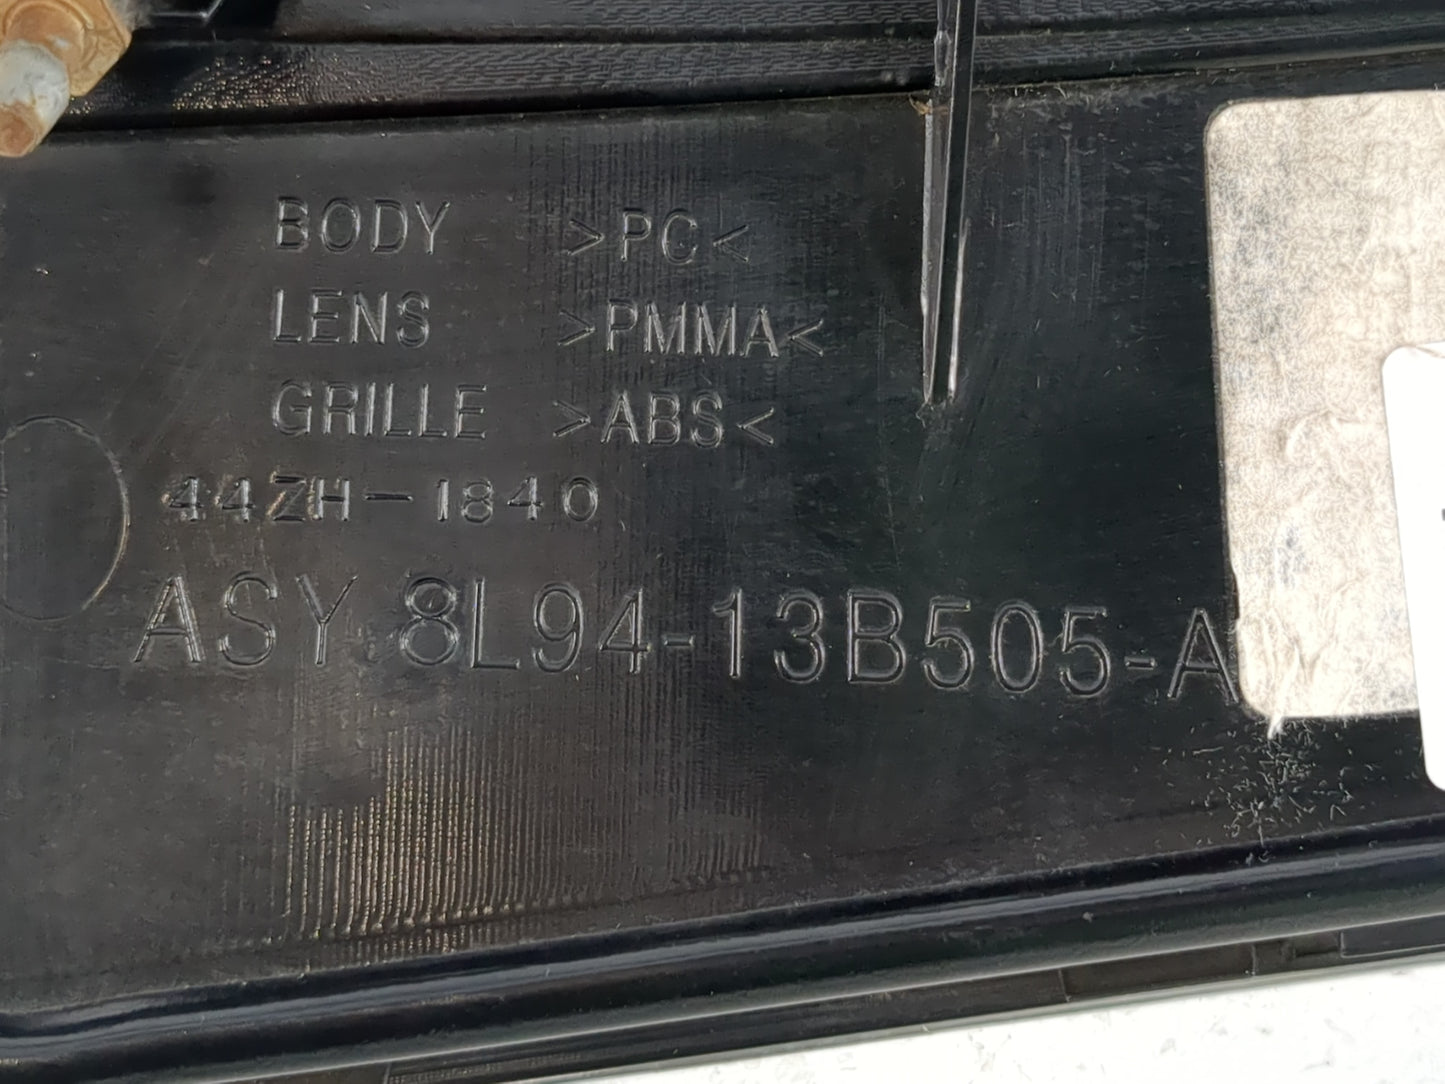 BODY >PC<
LENS >PMMA<
GRILLE >ABS<
44ZH-1840
ASY 8L94-13B505-A